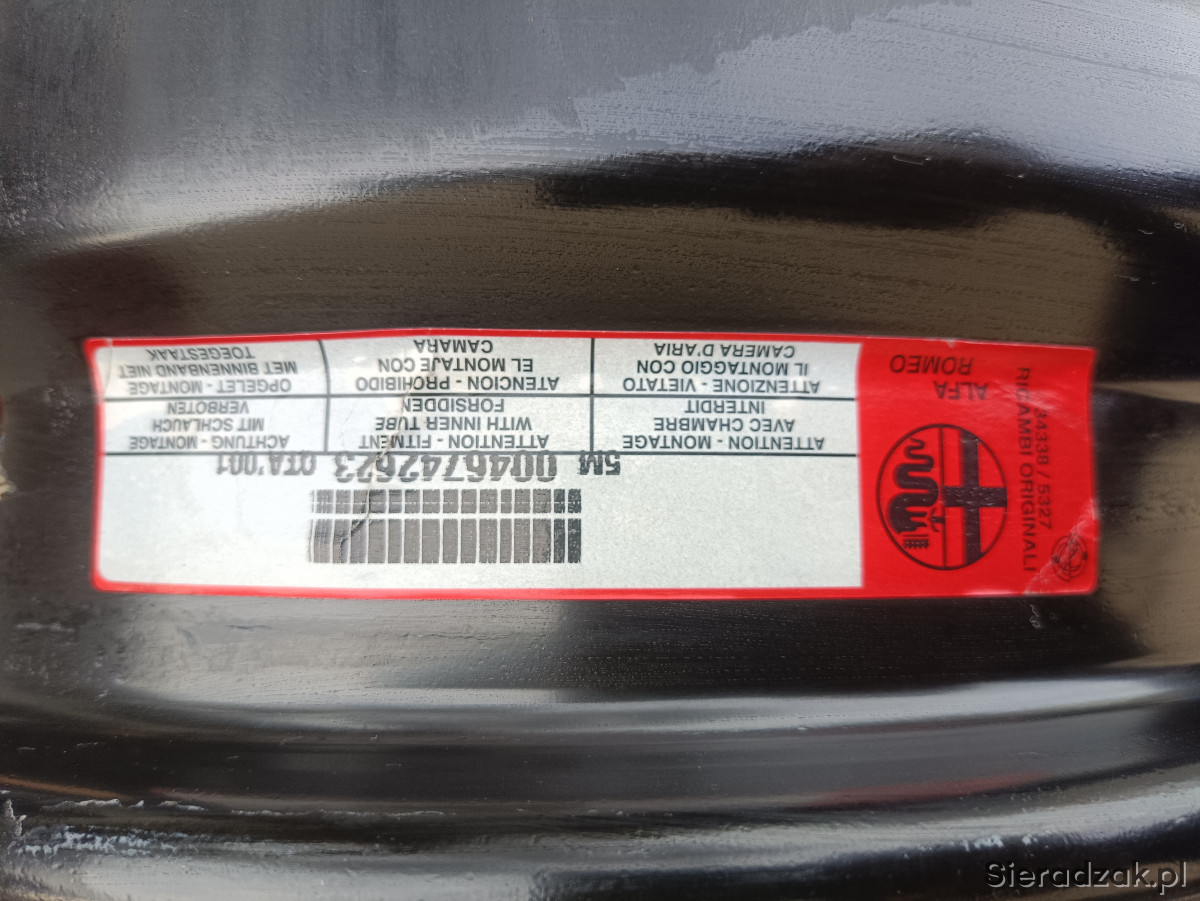 34338 / 5327
RICAMBI ORIGINALI
ALFA
ROMEO
5M 0046742623 QTA'001
ATTENTION - MONTAGE
AVEC CHAMBRE
INTERDIT
ATTENTION - FITMENT
WITH INNER TUBE
FORSIDDEN
ACHTUNG - MONTAGE
MIT SCHLAUCH
VERBOTEN
ATTENZIONE - VIETATO
IL MONTAGGIO CON
CAMERA D'ARIA
ATENCION - PROHIBIDO
EL MONTAJE CON
CAMARA
OPGELET - MONTAGE
MET BINNENBAND NIET
TOEGESTAAK
Sieradzak.pl